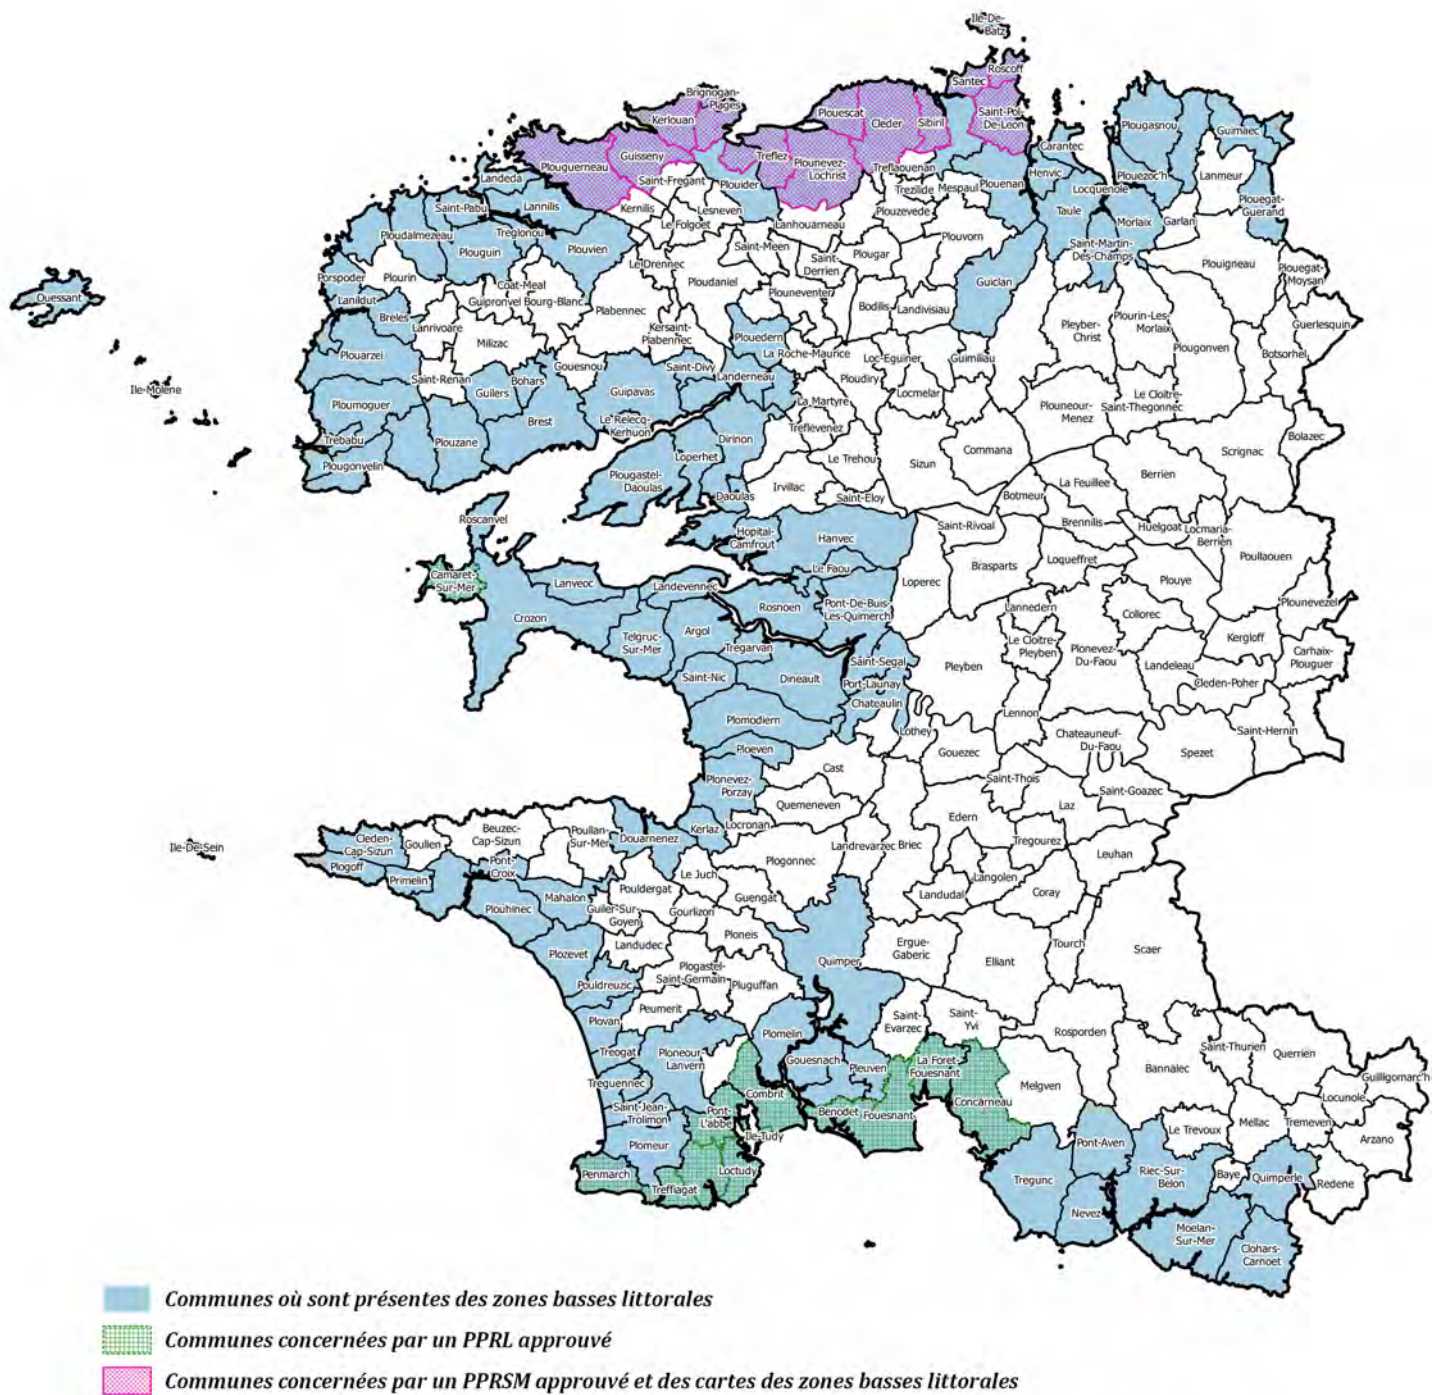 Ile-De-
Batz
Roscoff
Santec
Brignogan-
Plages
Plouescat
Saint-Pol-
De-Leon
Kerlouan
Cleder
Sibiril
Plougasnou
Guimaec
Carantec
Guisseny
Treflez
Plounevez-
Lochrist
Treflaouenan
Plouguerneau
Henvic
Plouezoc'h
Lanmeur
Landeda
Saint-Fregant
Plouider
Trezilide
Mespaul
Plouenan
Locquenole
Plouegat-
Guerand
Saint-Pabu
Lannilis
Kernilis
Lesneven
Plouzevede
Taule
Morlaix
Garlan
Le Folgoet
Lanhouarneau
Ploudalmezeau
Treglonou
Plouvien
Saint-Meen
Plouvorn
Saint-Martin-
Des-Champs
Plouguin
Saint-
Derrien
Plougar
Porspoder
Plourin
Le Drennec
Plouigneau
Plouegat-
Moysan
Coat-Meal
Ploudaniel
Guiclan
Ouessant
Lanildut
Guipronvel
Bourg-Blanc
Plouneventer
Bodilis
Landivisiau
Breles
Plabennec
Plourin-Les-
Morlaix
Guerlesquin
Lanrivoare
Kersaint-
Plabennec
Plouedern
Pleyber-
Christ
Milizac
Plougonven
Plouarzel
La Roche-Maurice
Loc-Eguiner
Guimiliau
Botsorhel
Gouesnou
Saint-Divy
Landerneau
Ile-Molene
Saint-Renan
Bohars
Ploudiry
Guilers
Guipavas
Locmelar
Ploumoguer
La Martyre
Plouneour-
Menez
Le Cloitre-
Saint-Thegonnec
Brest
Le Relecq-
Kerhuon
Treflevenez
Trebabu
Plouzane
Dirinon
Bolazec
Plougonvelin
Loperhet
Le Trehou
Sizun
Commana
Scrignac
Plougastel-
Daoulas
Irvillac
La Feuillee
Berrien
Daoulas
Saint-Eloy
Botmeur
Roscanvel
Hopital-
Camfrout
Hanvec
Saint-Rivoal
Brennilis
Huelgoat
Locmaria-
Berrien
Poullaouen
Camaret-
Sur-Mer
Lanveoc
Le Faou
Landevennec
Loperec
Brasparts
Loqueffret
Plouye
Rosnoen
Pont-De-Buis-
Les-Quimerch
Lannedern
Collorec
Plounevezel
Crozon
Telgruc-
Sur-Mer
Argol
Tregarvan
Le Cloitre-
Pleyben
Plonevez-
Du-Faou
Kergloff
Carhaix-
Plouguer
Saint-Segal
Pleyben
Landeleau
Saint-Nic
Dineault
Port-Launay
Cleden-Poher
Chateaulin
Plomodiern
Lennon
Lothey
Chateauneuf-
Du-Faou
Saint-Hernin
Ploeven
Gouezec
Spezet
Plonevez-
Porzay
Cast
Saint-Thois
Saint-Goazec
Quemeneven
Laz
Edern
Ile-De-Sein
Cleden-
Cap-Sizun
Goulien
Beuzec-
Cap-Sizun
Poullan-
Sur-Mer
Douarnenez
Kerlaz
Locronan
Landrevarzec
Briec
Tregourez
Plogoff
Pont-
Croix
Le Juch
Plogonnec
Leuhan
Primelin
Langolen
Pouldergat
Guengat
Landudal
Coray
Plouhinec
Mahalon
Guiler-Sur-
Goyen
Gourlizon
Ploneis
Tourch
Plozevet
Landudec
Ergue-
Gaberic
Scaer
Quimper
Elliant
Plogastel-
Saint-Germain
Pluguffan
Pouldreuzic
Peumerit
Saint-
Evarzec
Saint-
Yvi
Plovan
Plomelin
Rosporden
Treogat
Ploneour-
Lanvern
Gouesnach
Pleuven
La Foret-
Fouesnant
Saint-Thurien
Querrien
Bannalec
Treguennec
Combrit
Melgven
Guilligomarc'h
Saint-Jean-
Trolimon
Pont-
L'abbe
Benodet
Fouesnant
Concarneau
Locunole
Ile-Tudy
Pont-Aven
Le Trevoux
Mellac
Tremeven
Arzano
Plomeur
Penmarch
Loctudy
Treffiagat
Tregunc
Riec-Sur-
Belon
Baye
Quimperle
Redene
Nevez
Moelan-
Sur-Mer
Clohars-
Carnoet
Communes où sont présentes des zones basses littorales
Communes concernées par un PPRL approuvé
Communes concernées par un PPRSM approuvé et des cartes des zones basses littorales